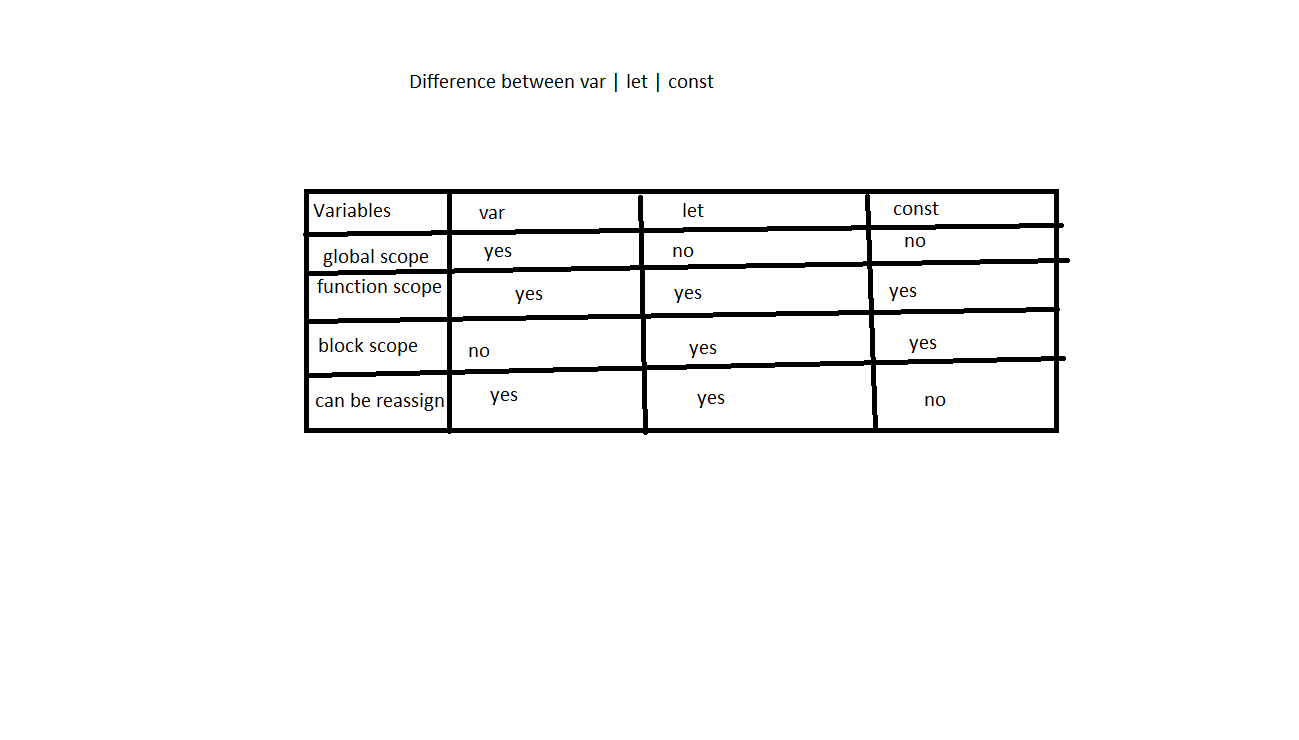 Difference between var | let | const
Variables var let const
global scope yes no no
function scope yes yes yes
block scope no yes yes
can be reassign yes yes no